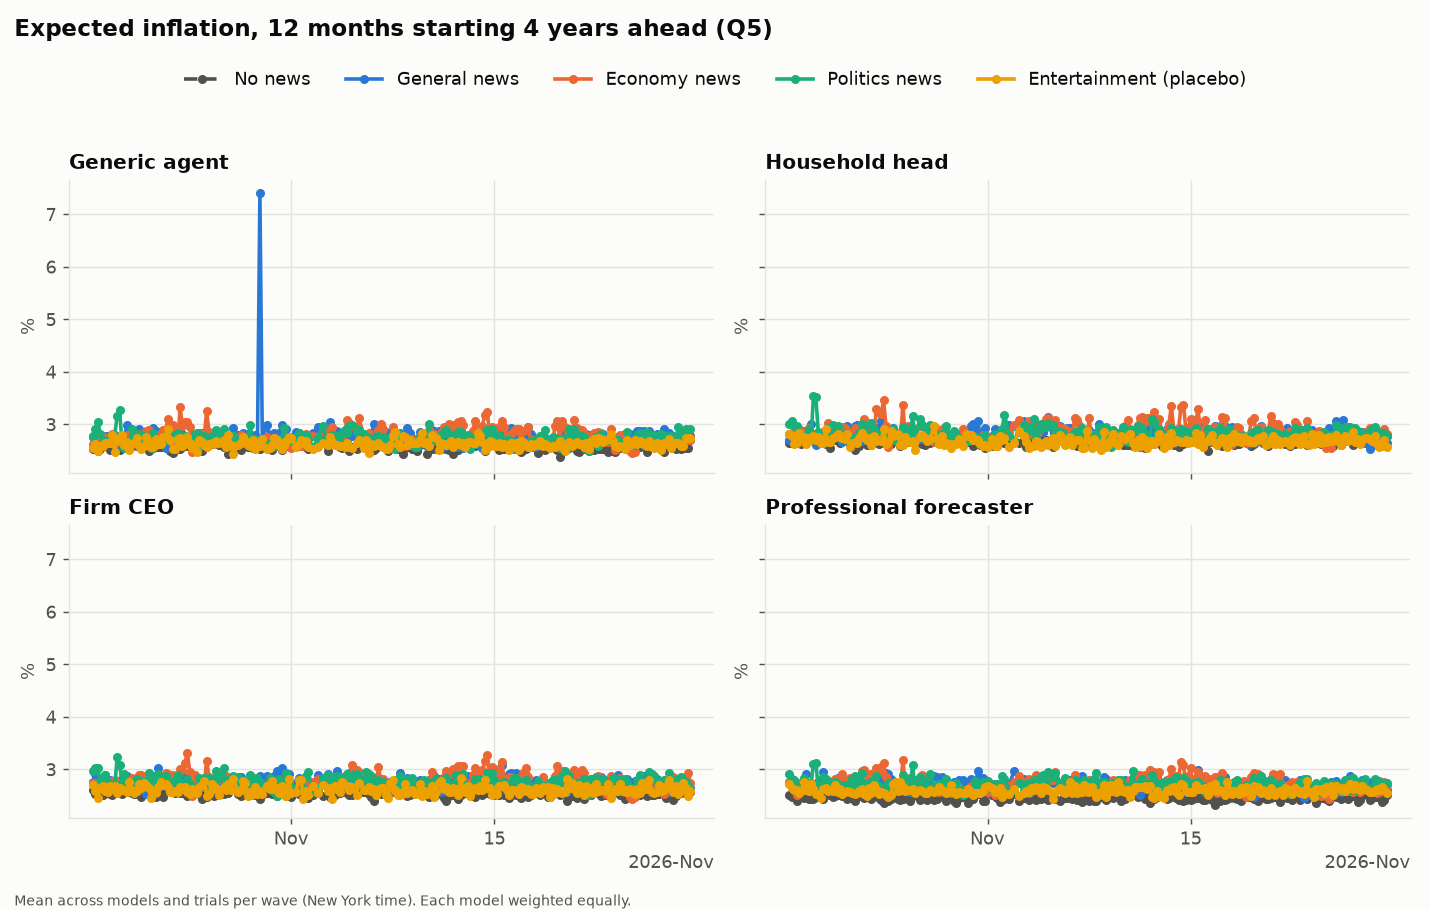 Expected inflation, 12 months starting 4 years ahead (Q5)
No news General news Economy news Politics news Entertainment (placebo)
Generic agent
Household head
7
6
5
4
3
%
%
Firm CEO
Professional forecaster
7
6
5
4
3
%
%
Nov 15
2026-Nov
Nov 15
2026-Nov
Mean across models and trials per wave (New York time). Each model weighted equally.